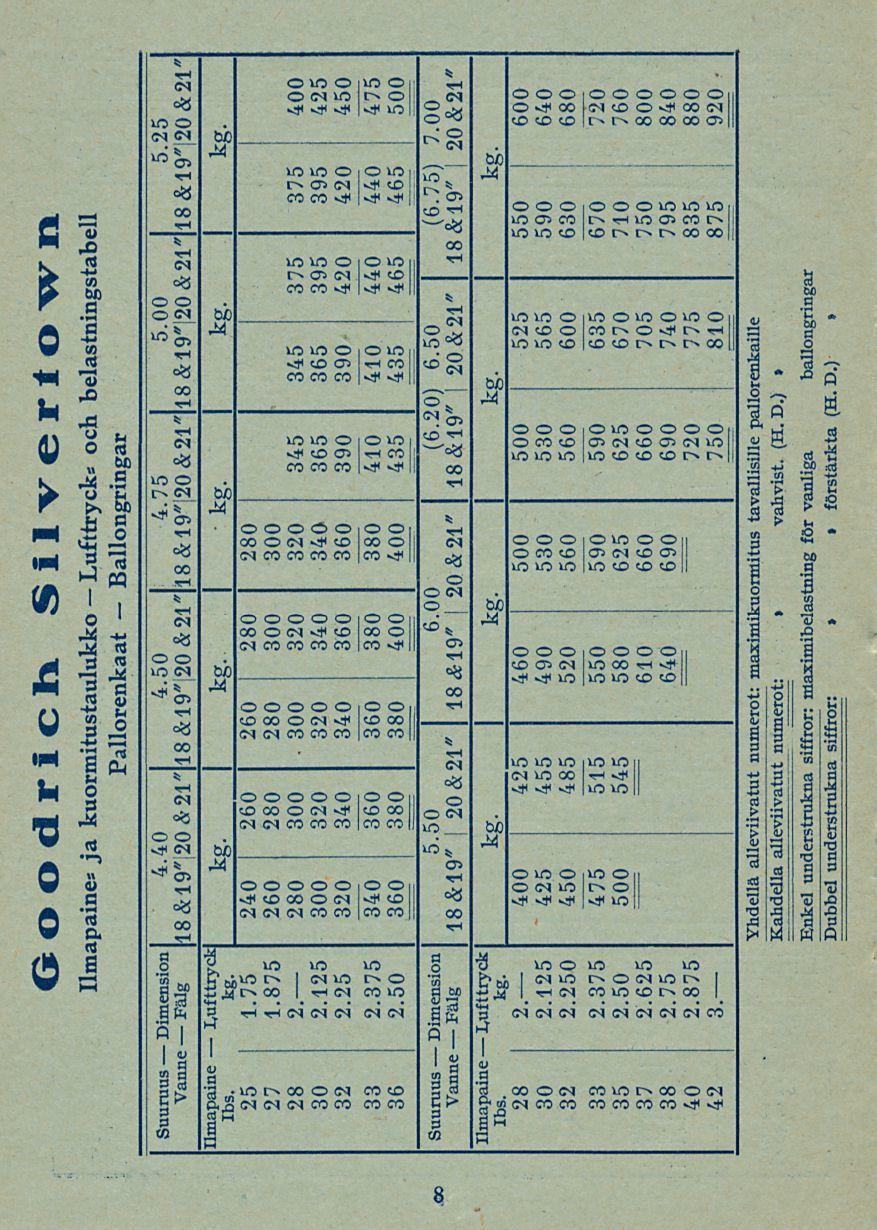 Goodrich Silvertown
Ilmapaine= ja kuormitustaulukko — Lufttryck= och belastningstabell
Pallorenkaat — Ballongringar
Suuruus — Dimension 4.40 4.50 4.75 5.00 5.25
Vanne — Fälg 18 & 19″ 20 & 21″ 18 & 19″ 20 & 21″ 18 & 19″ 20 & 21″ 18 & 19″ 20 & 21″ 18 & 19″ 20 & 21″
Ilmapaine — Lufttryck
lbs. kg. kg. kg. kg. kg. kg.
25 1.75 240 260 260 280 280
27 1.875 260 280 280 300 300
28 2.— 280 300 300 320 320 345 345 375 375 400
30 2.125 300 320 320 340 340 365 365 395 395 425
32 2.25 320 340 340 360 360 390 390 420 420 450
33 2.375 340 360 360 380 380 410 410 440 440 475
36 2.50 360 380 380 400 400 435 435 465 465 500
Suuruus — Dimension 5.50 6.00 (6.20) 6.50 (6.75) 7.00
Vanne — Fälg 18 & 19″ 20 & 21″ 18 & 19″ 20 & 21″ 18 & 19″ 20 & 21″ 18 & 19″ 20 & 21″
Ilmapaine — Lufttryck
lbs. kg. kg. kg. kg. kg.
28 2.— 400 425 460 500 500 525 550 600
30 2.125 425 455 490 530 530 565 590 640
32 2.250 450 485 520 560 560 600 630 680
33 2.375 475 515 550 590 590 635 670 720
35 2.50 500 545 580 625 625 670 710 760
37 2.625 610 660 660 705 750 800
38 2.75 640 690 690 740 795 840
40 2.875 720 775 835 880
42 3.— 750 810 875 920
Yhdellä alleviivatut numerot: maximikuormitus tavallisille pallorenkaille
Kahdella alleviivatut numerot: » vahvist. (H. D.) »
Enkel understrukna siffror: maximibelastning för vanliga ballongringar
Dubbel understrukna siffror: » » förstärkta (H. D.) »
8